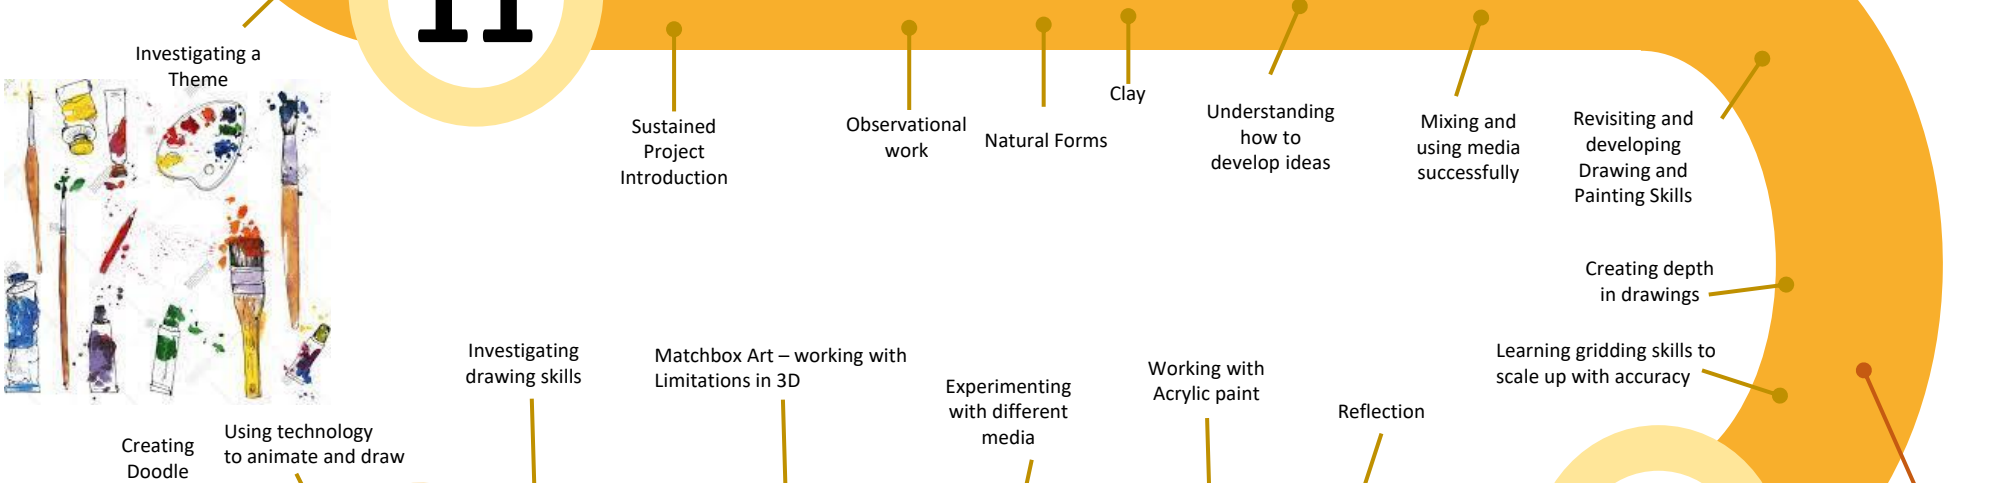 11
Investigating a
Theme
Sustained
Project
Introduction
Observational
work
Natural Forms
Clay
Understanding
how to
develop ideas
Mixing and
using media
successfully
Revisiting and
developing
Drawing and
Painting Skills
Creating depth
in drawings
Learning gridding skills to
scale up with accuracy
Investigating
drawing skills
Matchbox Art – working with
Limitations in 3D
Experimenting
with different
media
Working with
Acrylic paint
Reflection
Creating
Doodle
Using technology
to animate and draw